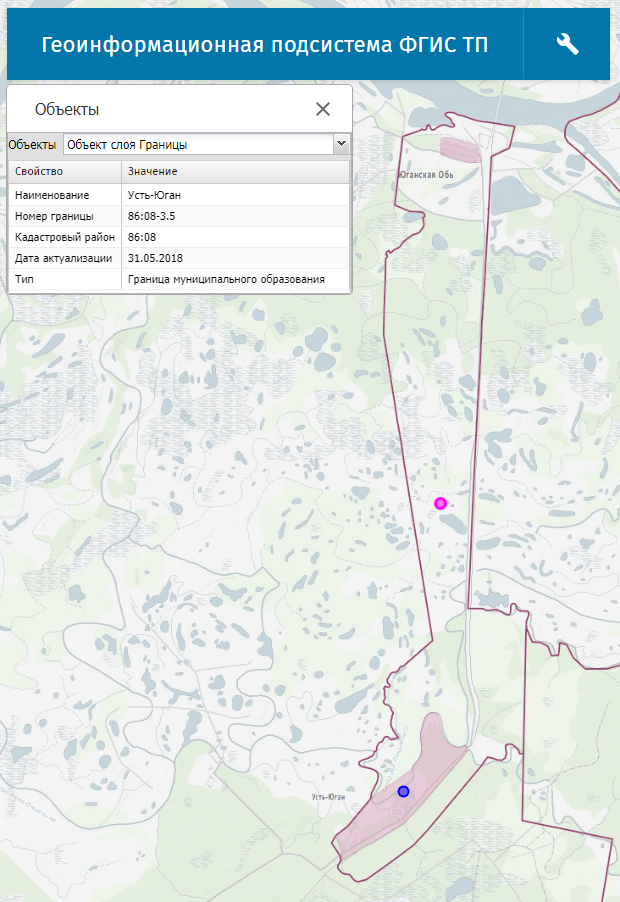 Геоинформационная подсистема ФГИС ТП
Объекты
Объекты Объект слоя Границы
Свойство Значение
Наименование Усть-Юган
Номер границы 86:08-3.5
Кадастровый район 86:08
Дата актуализации 31.05.2018
Тип Граница муниципального образования
Юганская Обь
Усть-Юган